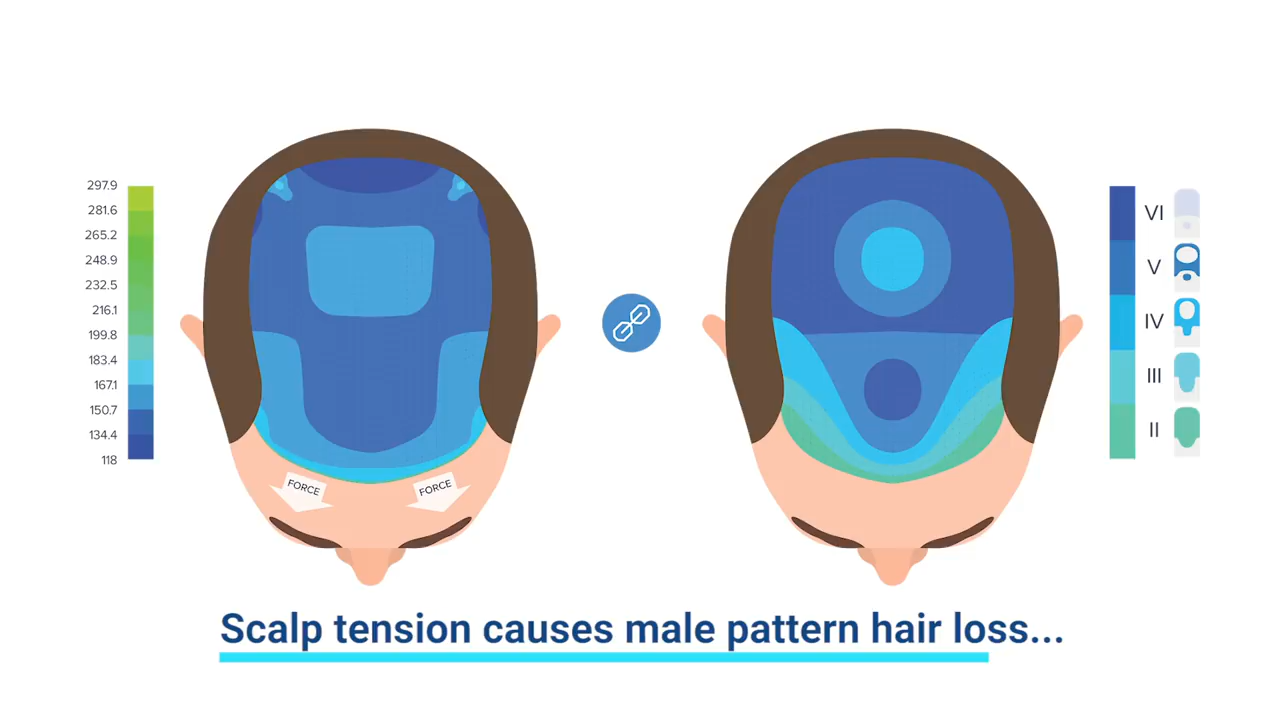 297.9
281.6
265.2
248.9
232.5
216.1
199.8
183.4
167.1
150.7
134.4
118
FORCE
FORCE
VI
V
IV
III
II
Scalp tension causes male pattern hair loss...